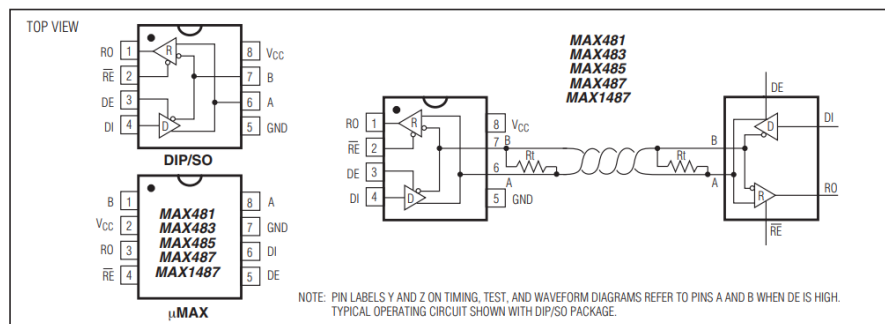 TOP VIEW
RO 1
R
8 VCC
RE 2
7 B
DE 3
6 A
DI 4
D
5 GND
DIP/SO
B 1
8 A
VCC 2
7 GND
RO 3
6 DI
RE 4
5 DE
MAX481
MAX483
MAX485
MAX487
MAX1487
µMAX
MAX481
MAX483
MAX485
MAX487
MAX1487
RO 1
R
8 VCC
RE 2
7 B
DE 3
6 A
DI 4
D
5 GND
Rt
Rt
DE
D
DI
B
A
R
RO
RE
NOTE: PIN LABELS Y AND Z ON TIMING, TEST, AND WAVEFORM DIAGRAMS REFER TO PINS A AND B WHEN DE IS HIGH.
TYPICAL OPERATING CIRCUIT SHOWN WITH DIP/SO PACKAGE.